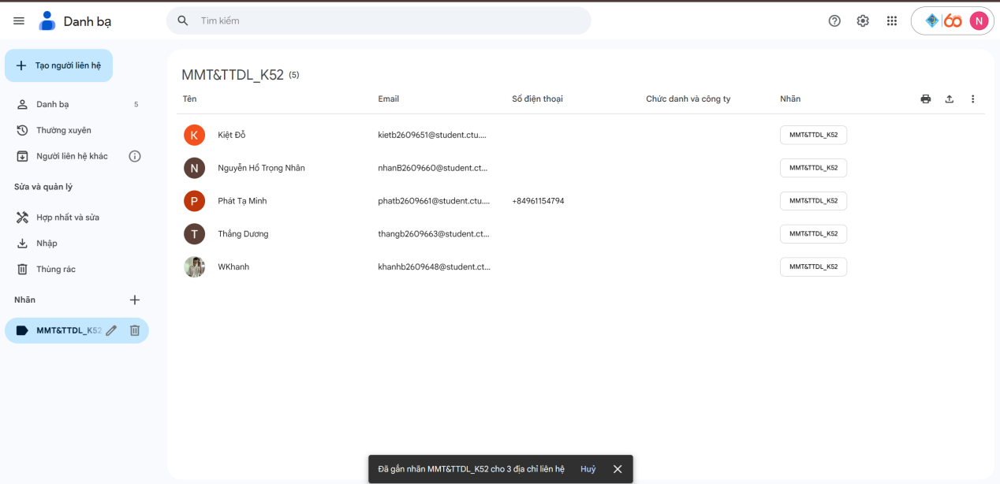 Danh bạ
Tìm kiếm
60
N
Tạo người liên hệ
Danh bạ 5
Thường xuyên
Người liên hệ khác
Sửa và quản lý
Hợp nhất và sửa
Nhập
Thùng rác
Nhãn
MMT&TTDL_K52
MMT&TTDL_K52 (5)
Tên Email Số điện thoại Chức danh và công ty Nhãn
K Kiệt Đỗ kietb2609651@student.ctu.... MMT&TTDL_K52
N Nguyễn Hồ Trọng Nhân nhanB2609660@student.ct... MMT&TTDL_K52
P Phát Tạ Minh phatb2609661@student.ctu.... +84961154794 MMT&TTDL_K52
T Thắng Dương thangb2609663@student.ct... MMT&TTDL_K52
WKhanh khanhb2609648@student.ct... MMT&TTDL_K52
Đã gắn nhãn MMT&TTDL_K52 cho 3 địa chỉ liên hệ Huỷ